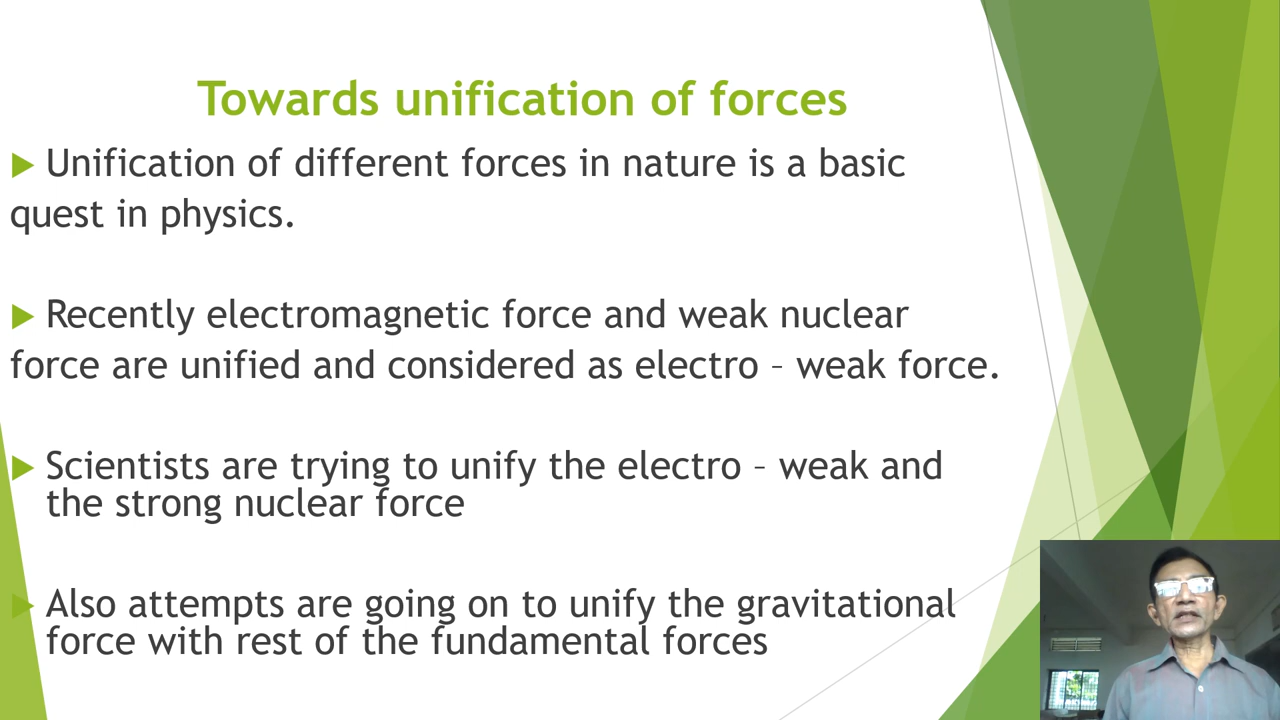 Towards unification of forces
Unification of different forces in nature is a basic
quest in physics.
Recently electromagnetic force and weak nuclear
force are unified and considered as electro – weak force.
Scientists are trying to unify the electro – weak and
the strong nuclear force
Also attempts are going on to unify the gravitational
force with rest of the fundamental forces